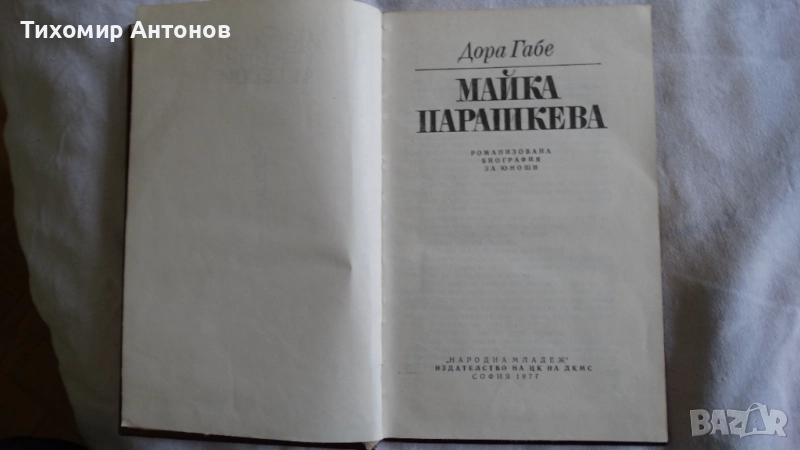 Тихомир Антонов
Дора Габе
МАЙКА
ПАРАШКЕВА
РОМАНИЗОВАНА
БИОГРАФИЯ
ЗА ЮНОШИ
„НАРОДНА МЛАДЕЖ“
ИЗДАТЕЛСТВО НА ЦК НА ДКМС
СОФИЯ 1977
BAZAR